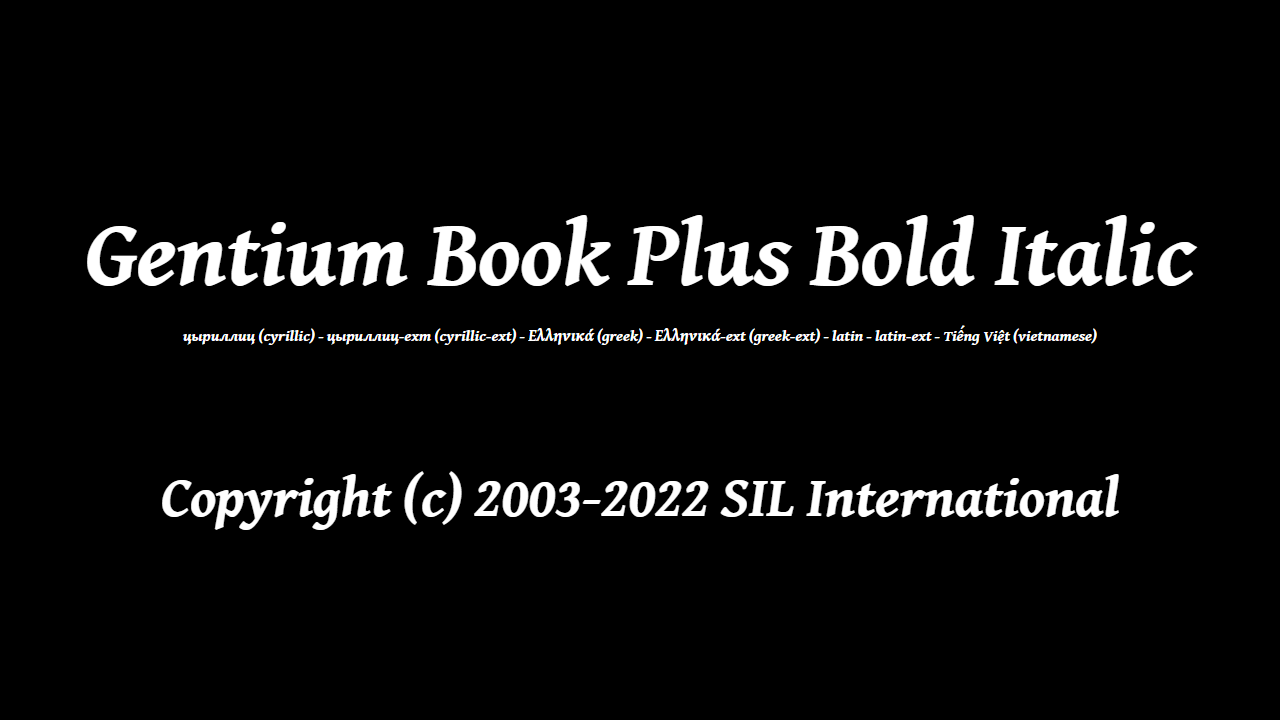 Gentium Book Plus Bold Italic
цыриллиц (cyrillic) - цыриллиц-ext (cyrillic-ext) - Ελληνικά (greek) - Ελληνικά-ext (greek-ext) - latin - latin-ext - Tiếng Việt (vietnamese)
Copyright (c) 2003-2022 SIL International